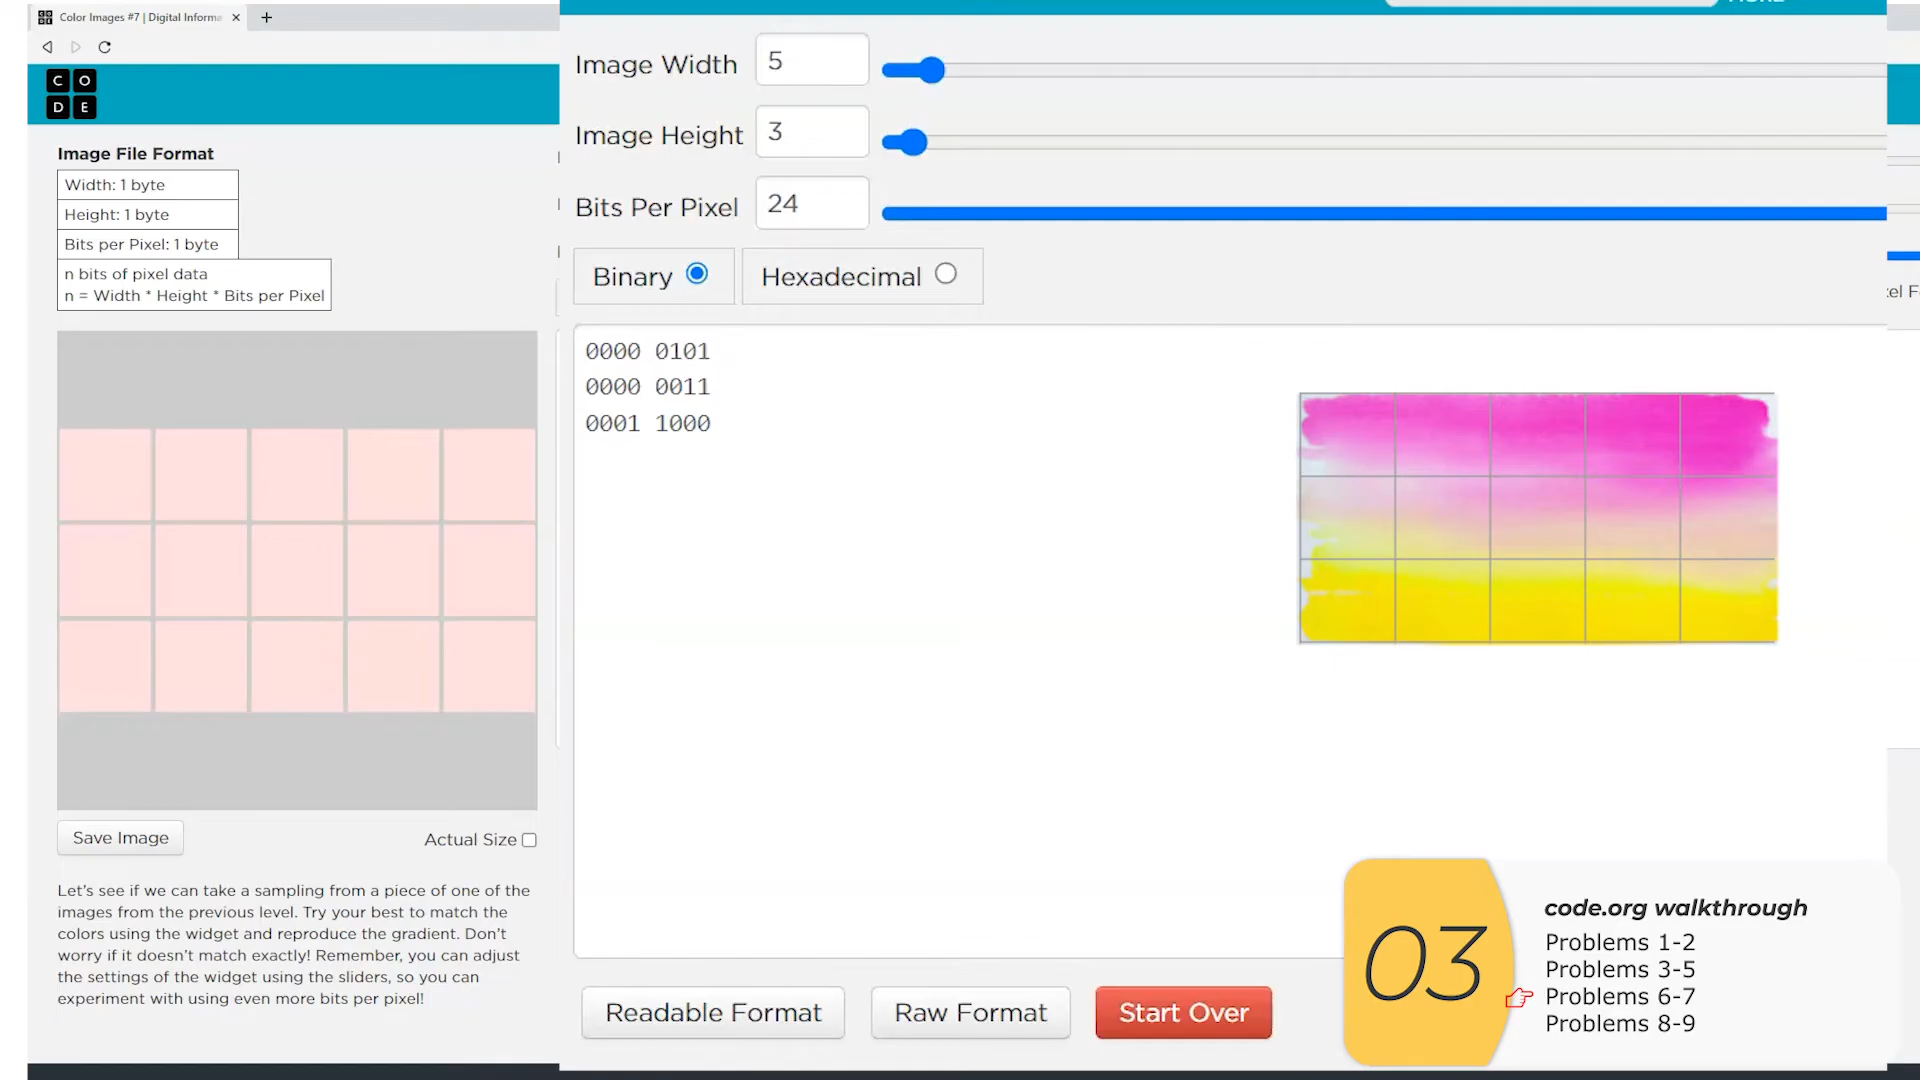 Color Images #7 | Digital Informa
CODE
Image File Format
Width: 1 byte
Height: 1 byte
Bits per Pixel: 1 byte
n bits of pixel data
n = Width * Height * Bits per Pixel
Save Image
Actual Size
Let's see if we can take a sampling from a piece of one of the
images from the previous level. Try your best to match the
colors using the widget and reproduce the gradient. Don't
worry if it doesn't match exactly! Remember, you can adjust
the settings of the widget using the sliders, so you can
experiment with using even more bits per pixel!
Image Width 5
Image Height 3
Bits Per Pixel 24
Binary
Hexadecimal
0000 0101
0000 0011
0001 1000
Readable Format
Raw Format
Start Over
03
code.org walkthrough
Problems 1-2
Problems 3-5
Problems 6-7
Problems 8-9